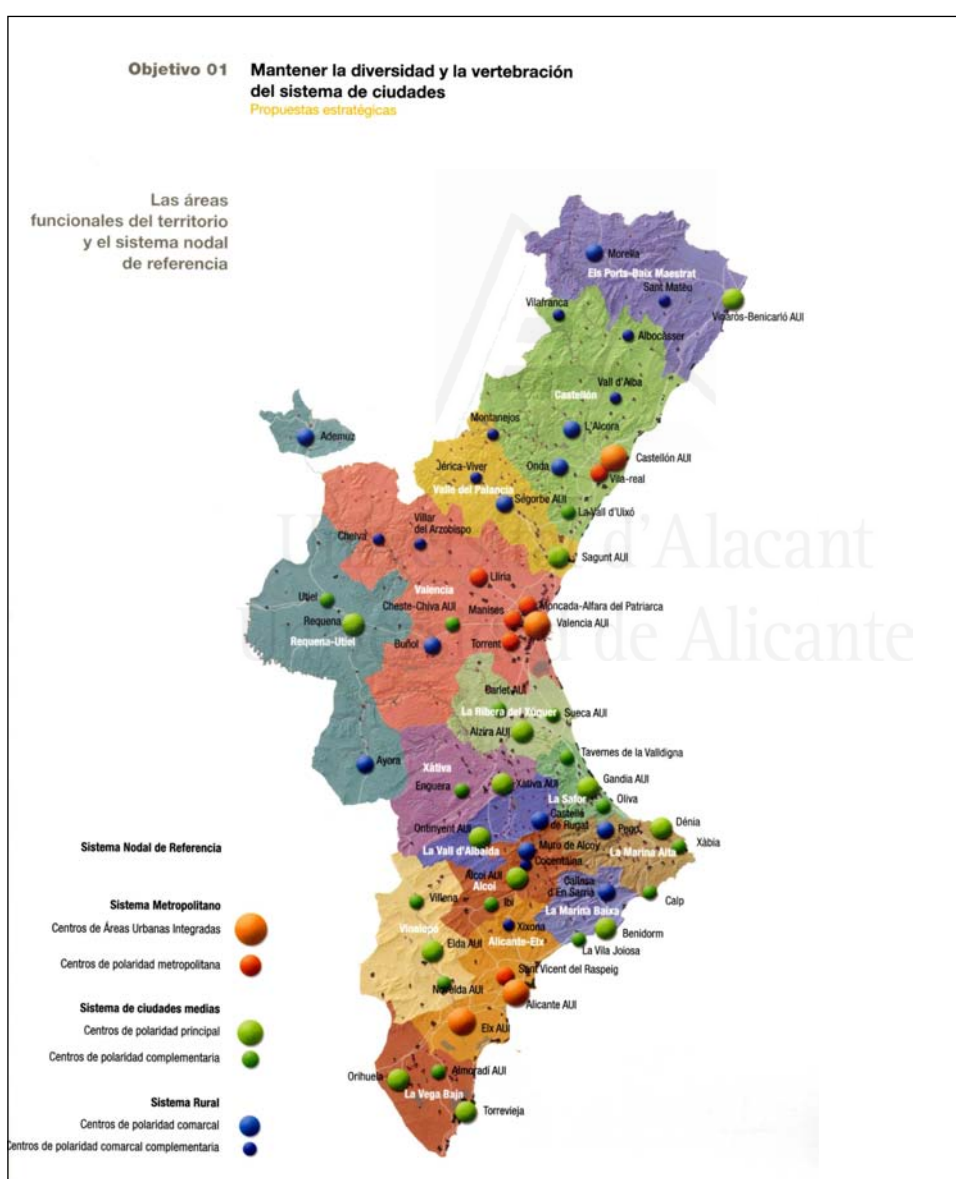 Objetivo 01
Mantener la diversidad y la vertebración
del sistema de ciudades
Propuestas estratégicas
Las áreas
funcionales del territorio
y el sistema nodal
de referencia
Morella
Els Ports-Baix Maestrat
Sant Mateu
Vilafranca
Vinaròs-Benicarló AUI
Albocàsser
Vall d'Alba
Castellón
Montanejos
L'Alcora
Ademuz
Castellón AUI
Jérica-Viver
Onda
Vila-real
Valle del Palancia
Segorbe AUI
La Vall d'Uixó
Villar
del Arzobispo
Chelva
Universitat d'Alacant
Universidad de Alicante
Sagunt AUI
Llíria
Valencia
Utiel
Cheste-Chiva AUI
Manises
Moncada-Alfara del Patriarca
Requena
Valencia AUI
Requena-Utiel
Buñol
Torrent
Carlet AUI
La Ribera del Xúquer
Sueca AUI
Alzira AUI
Tavernes de la Valldigna
Ayora
Xàtiva
Xàtiva AUI
Gandia AUI
Enguera
La Safor
Oliva
Castelló
de Rugat
Ontinyent AUI
Pego
Dénia
La Vall d'Albaida
Muro de Alcoy
La Marina Alta
Xàbia
Cocentaina
Alcoi AUI
Alcoi
Callosa
d'En Sarrià
Calp
Villena
Ibi
La Marina Baixa
Vinalopó
Xixona
Benidorm
Alicante-Elx
La Vila Joiosa
Elda AUI
Sant Vicent del Raspeig
Novelda AUI
Alicante AUI
Elx AUI
Orihuela
Almoradí AUI
La Vega Baja
Torrevieja
Sistema Nodal de Referencia
Sistema Metropolitano
Centros de Áreas Urbanas Integradas
Centros de polaridad metropolitana
Sistema de ciudades medias
Centros de polaridad principal
Centros de polaridad complementaria
Sistema Rural
Centros de polaridad comarcal
Centros de polaridad comarcal complementaria